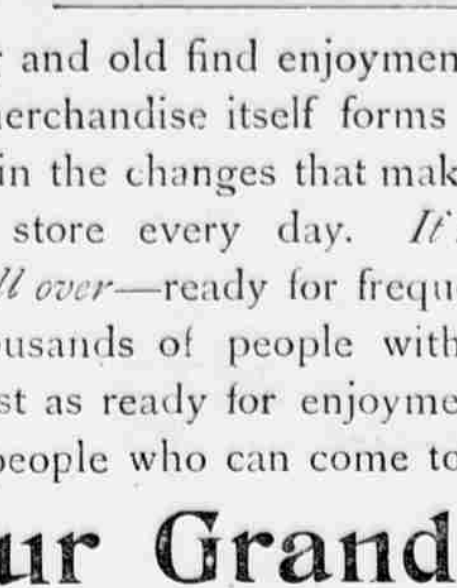 and old find enjoymen
erchandise itself forms
in the changes that mak
store every day. It'
ll over—ready for frequ
usands of people with
st as ready for enjoyme
people who can come to
ur Grand